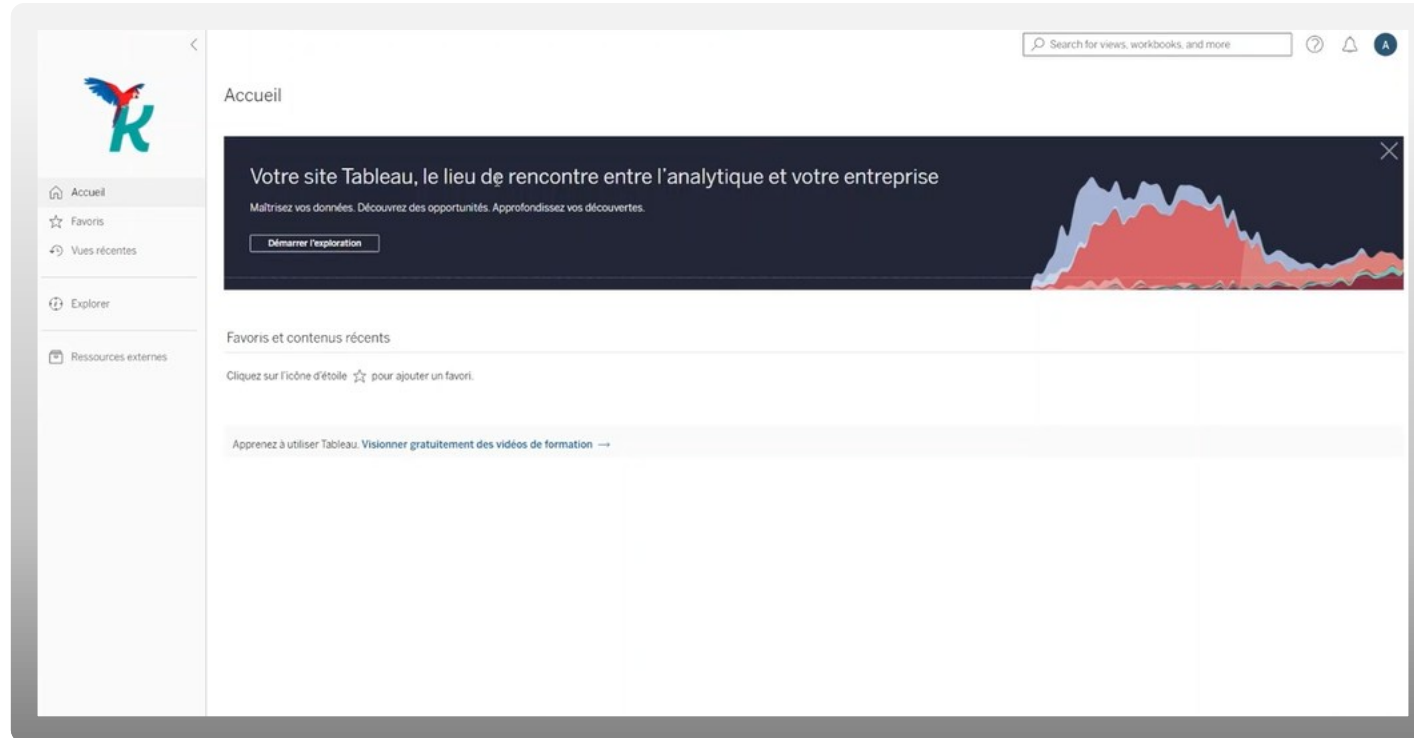 Search for views, workbooks, and more
A
K
Accueil
Accueil
Favoris
Vues récentes
Explorer
Ressources externes
Votre site Tableau, le lieu de rencontre entre l'analytique et votre entreprise
Maîtrisez vos données. Découvrez des opportunités. Approfondissez vos découvertes.
Démarrer l'exploration
Favoris et contenus récents
Cliquez sur l'icône d'étoile pour ajouter un favori.
Apprenez à utiliser Tableau. Visionner gratuitement des vidéos de formation →